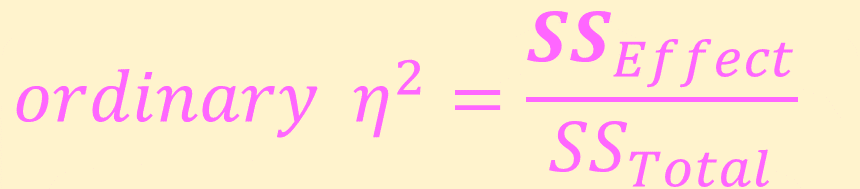 ordinary η² = SS_Effect / SS_Total